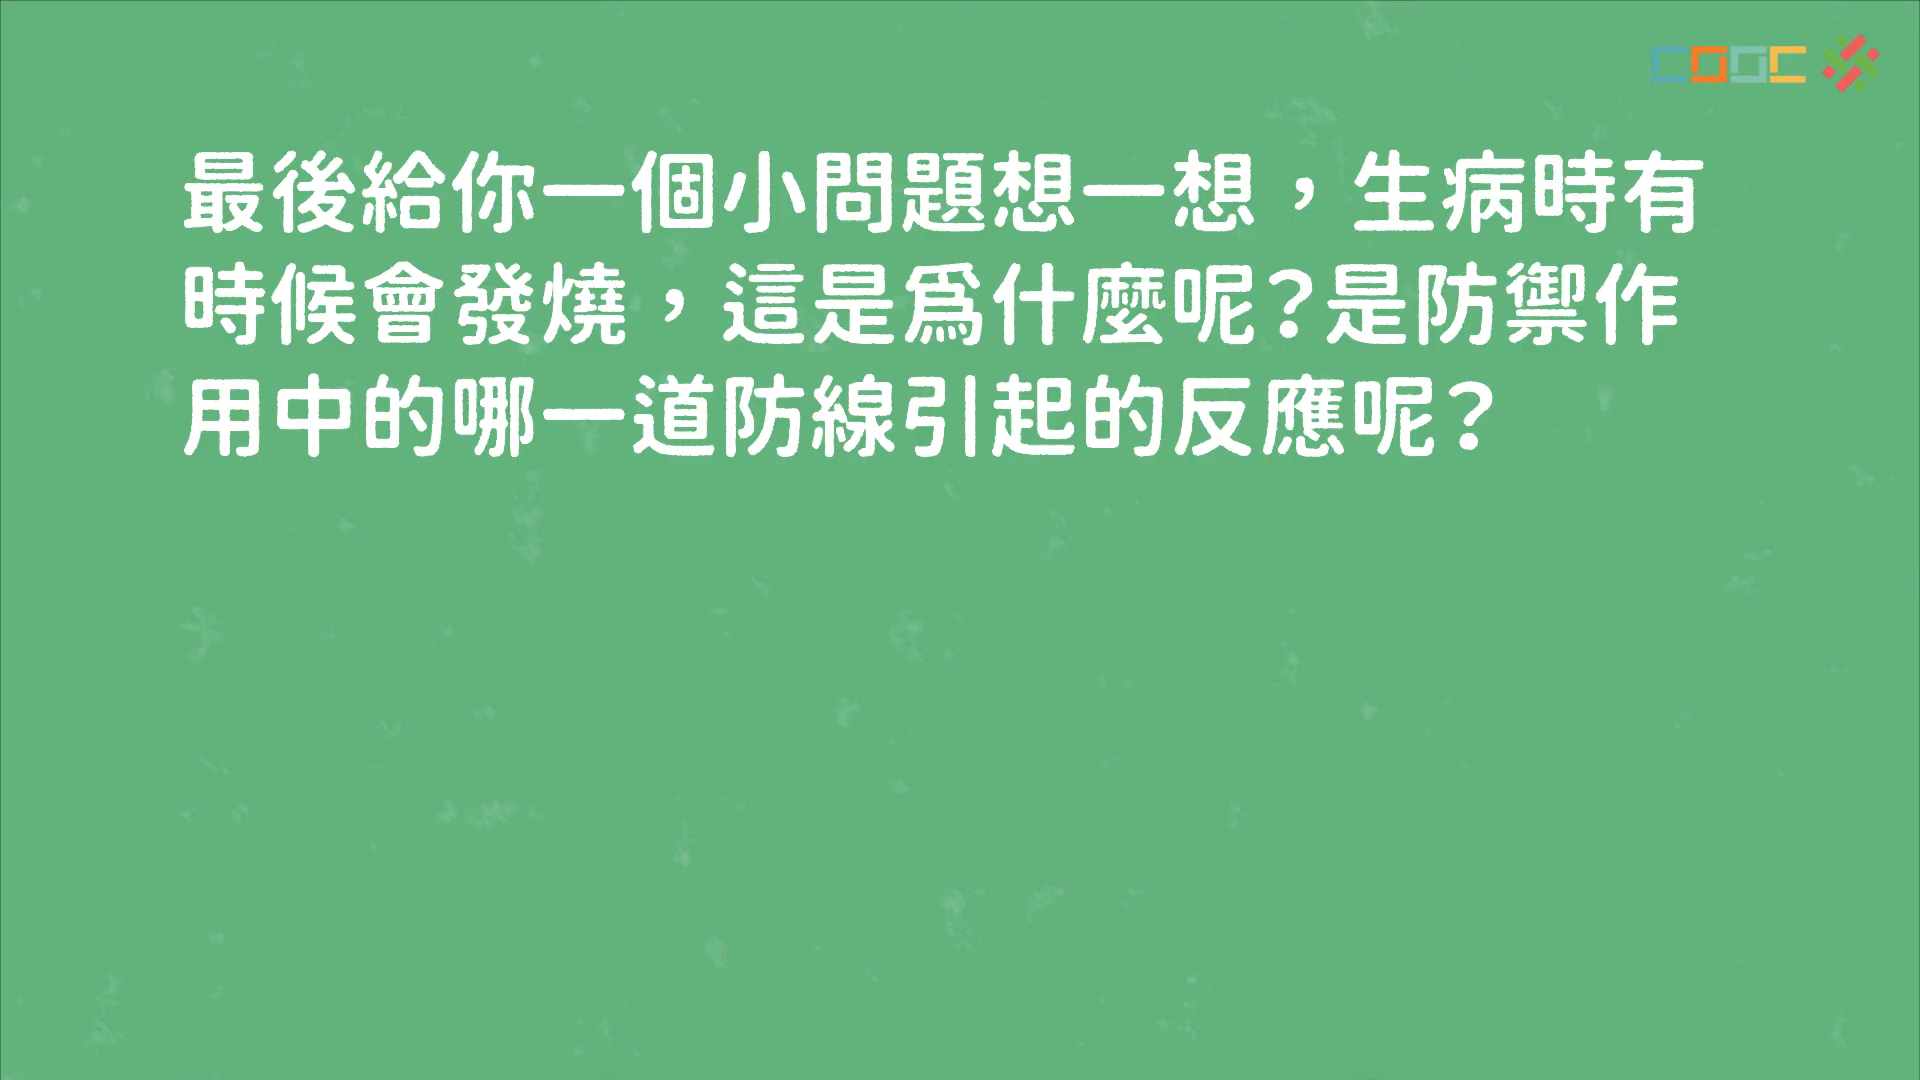 COOC
最後給你一個小問題想一想，生病時有
時候會發燒，這是爲什麼呢？是防禦作
用中的哪一道防線引起的反應呢？